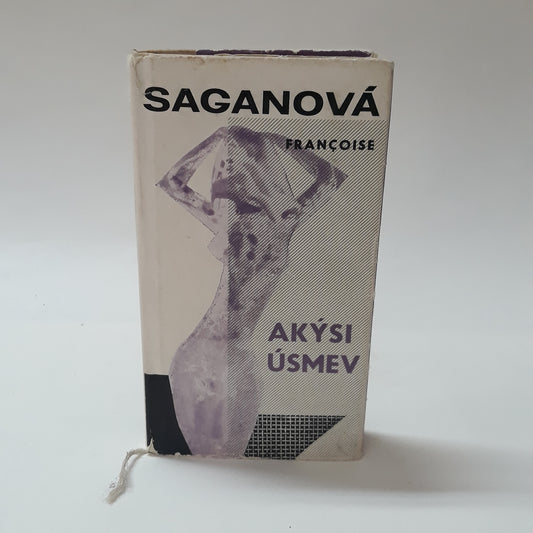 SAGANOVÁ
FRANÇOISE
AKÝSI
ÚSMEV